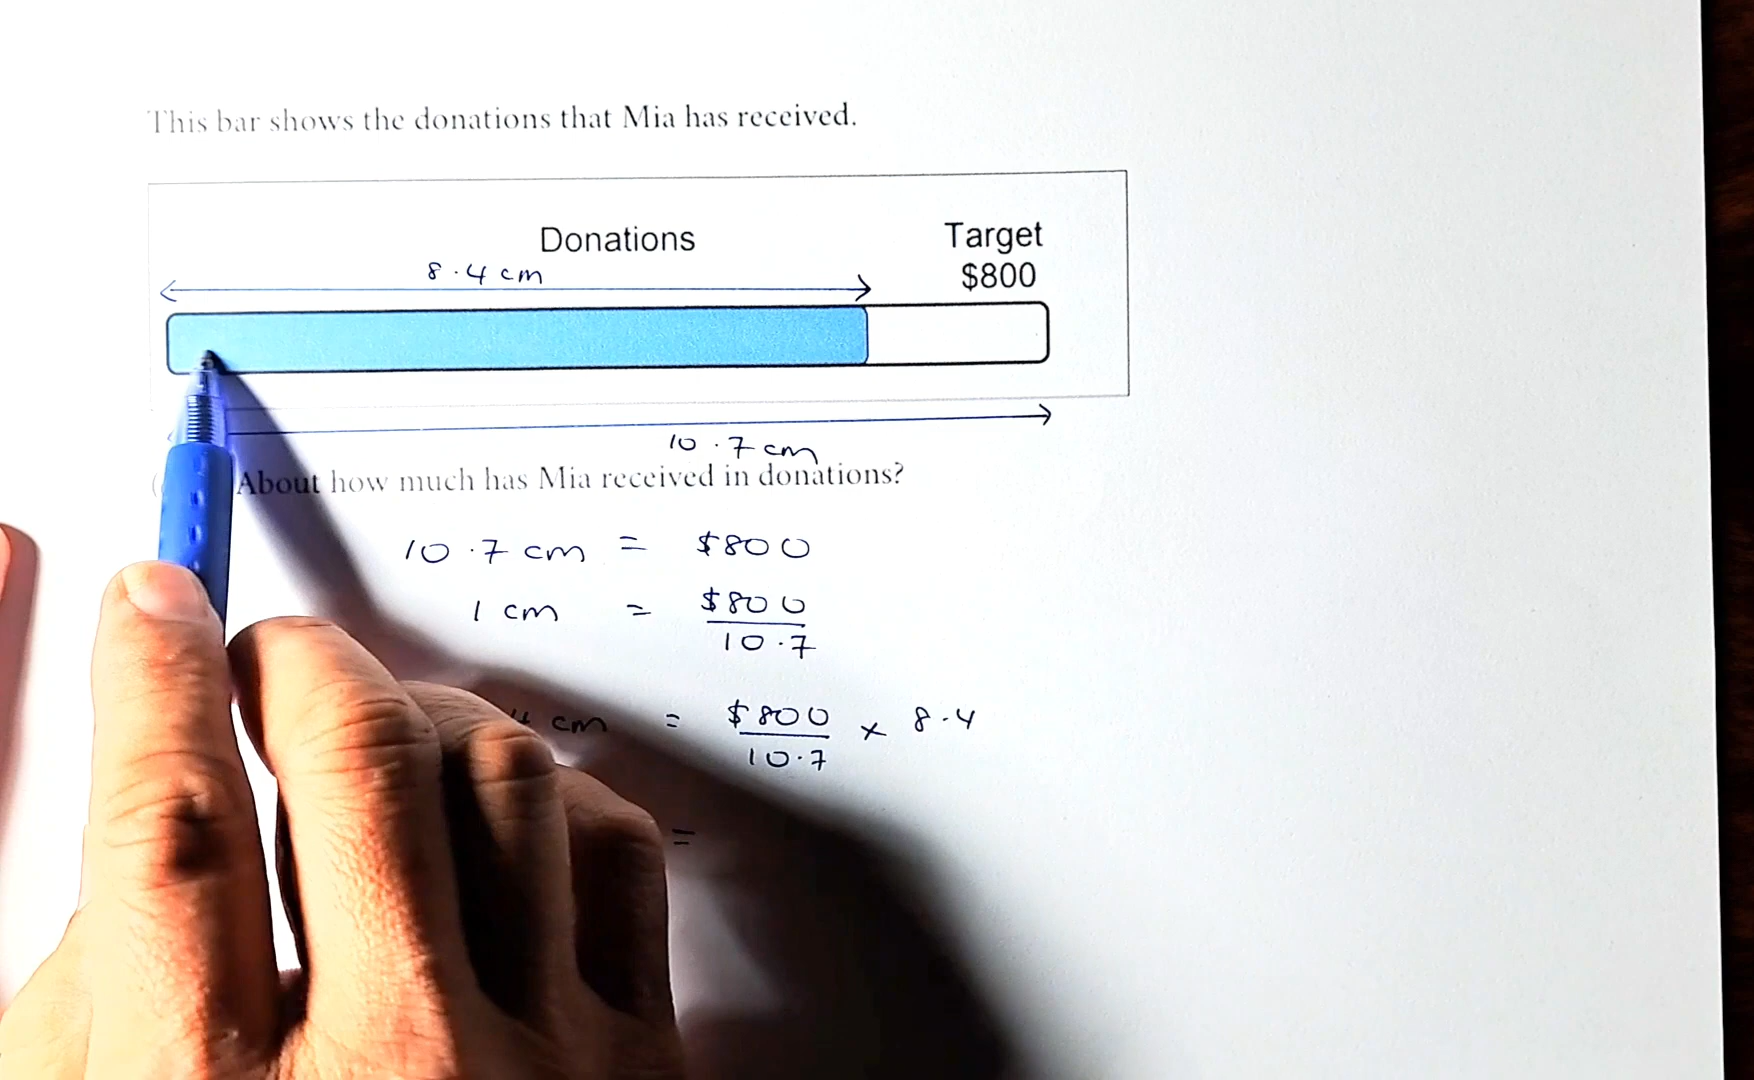 This bar shows the donations that Mia has received.
Donations
Target
$800
8.4 cm
10.7 cm
About how much has Mia received in donations?
10.7 cm = $800
1 cm = $800
10.7
cm = $800 × 8.4
10.7
=